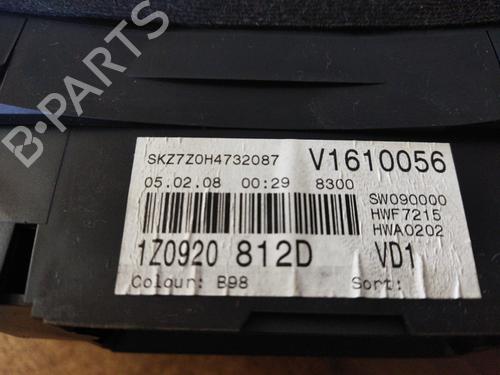 B-PARTS
SKZ7Z0H4732087 V1610056
05.02.08 00:29 8300 SW090000
HWF7215
HWA0202
1Z0920 812D VD1
Colour: B98 Sort: